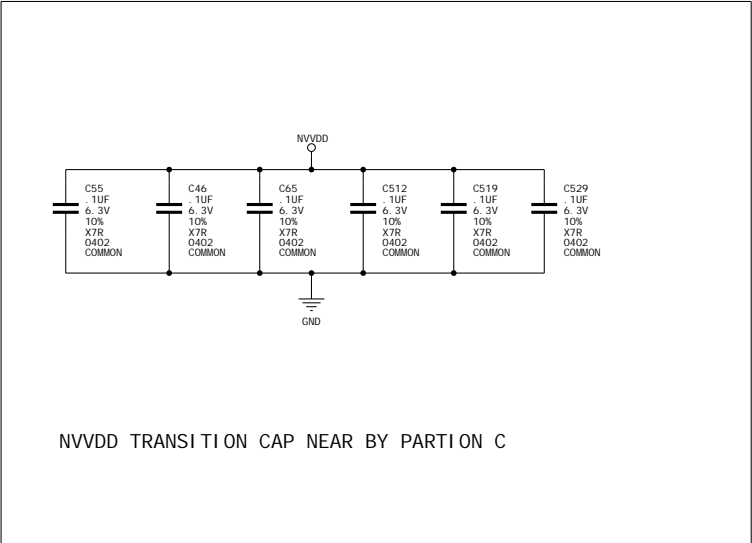 NVVDD
C55
.1UF
6.3V
10%
X7R
0402
COMMON
C46
.1UF
6.3V
10%
X7R
0402
COMMON
C65
.1UF
6.3V
10%
X7R
0402
COMMON
C512
.1UF
6.3V
10%
X7R
0402
COMMON
C519
.1UF
6.3V
10%
X7R
0402
COMMON
C529
.1UF
6.3V
10%
X7R
0402
COMMON
GND
NVVDD TRANSITION CAP NEAR BY PARTION C